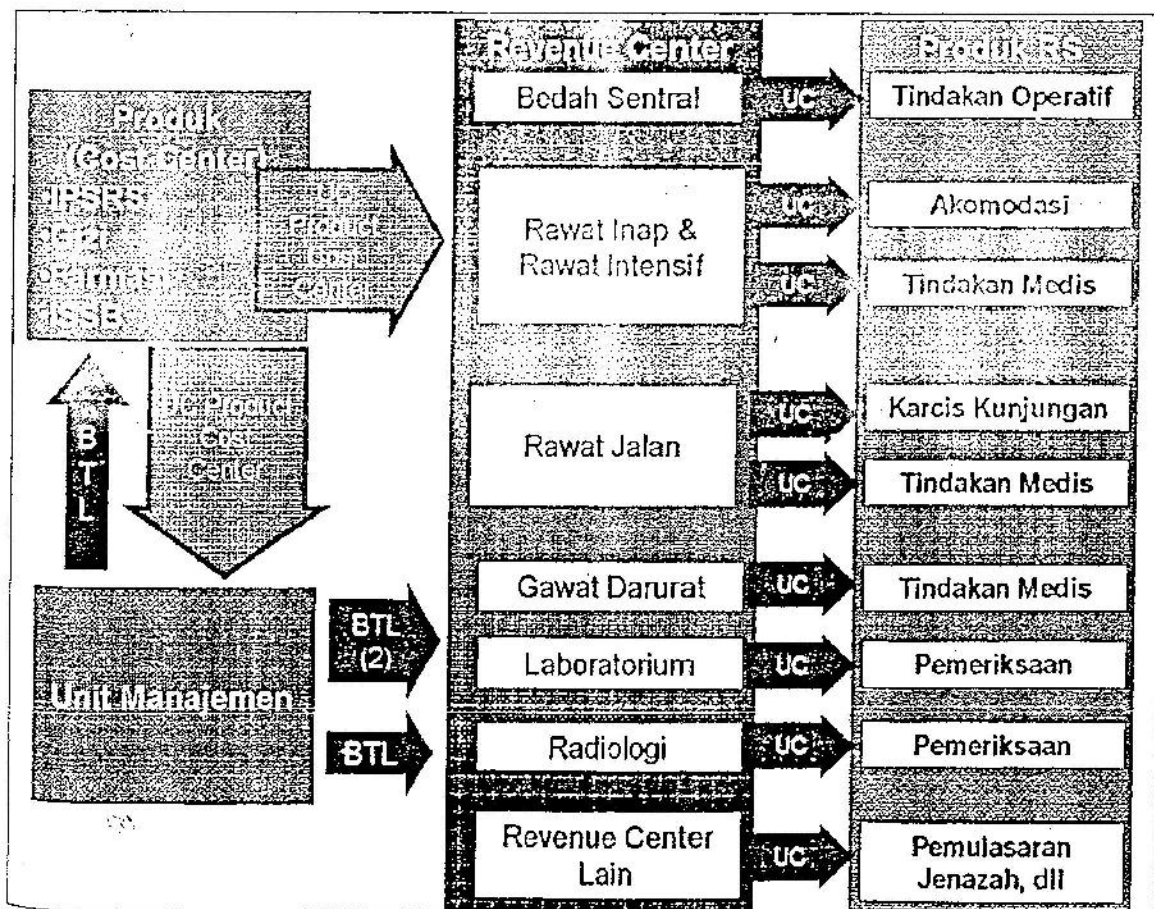 Produk
(Cost Center)
•IPSRS
•Gizi
•Farmasi
•ISSB
UC
Product
Cost
Center
B
T
L
UC Product
Cost
Center
Unit Manajemen
BTL
(2)
BTL
Revenue Center
Bedah Sentral
Rawat Inap &
Rawat Intensif
Rawat Jalan
Gawat Darurat
Laboratorium
Radiologi
Revenue Center
Lain
UC
UC
UC
UC
UC
UC
UC
UC
UC
Produk RS
Tindakan Operatif
Akomodasi
Tindakan Medis
Karcis Kunjungan
Tindakan Medis
Tindakan Medis
Pemeriksaan
Pemeriksaan
Pemulasaran
Jenazah, dll